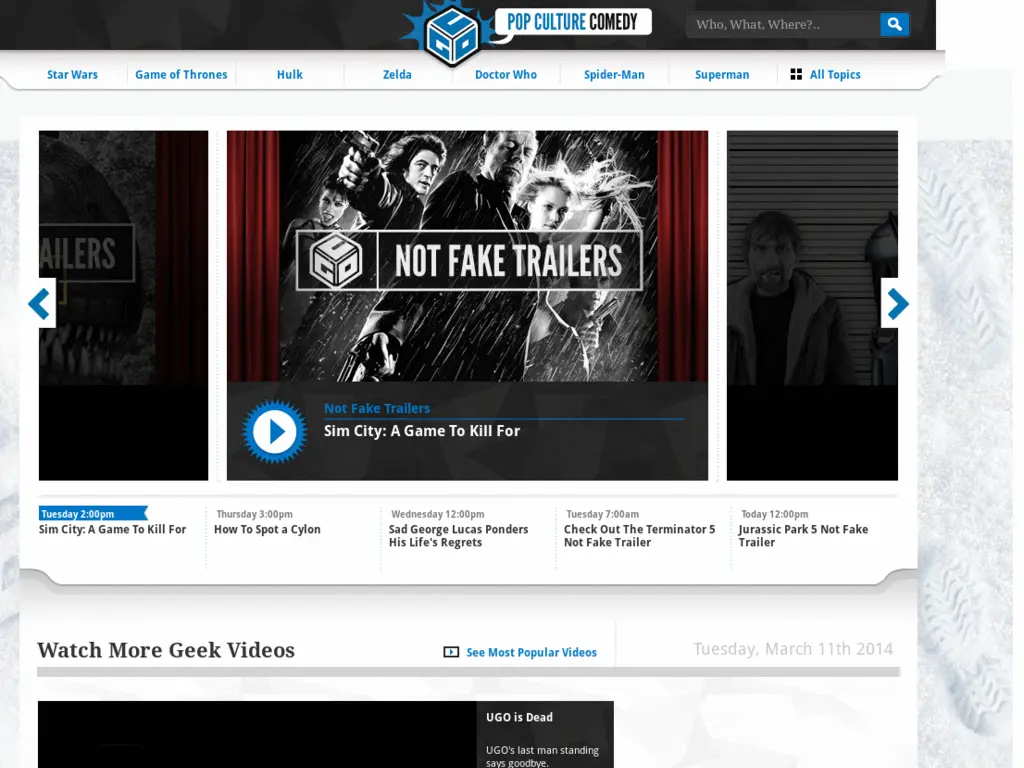 UGO
POP CULTURE COMEDY
Who, What, Where?..
Star Wars
Game of Thrones
Hulk
Zelda
Doctor Who
Spider-Man
Superman
All Topics
AILERS
UGO
NOT FAKE TRAILERS
Not Fake Trailers
Sim City: A Game To Kill For
Tuesday 2:00pm
Sim City: A Game To Kill For
Thursday 3:00pm
How To Spot a Cylon
Wednesday 12:00pm
Sad George Lucas Ponders
His Life's Regrets
Tuesday 7:00am
Check Out The Terminator 5
Not Fake Trailer
Today 12:00pm
Jurassic Park 5 Not Fake
Trailer
Watch More Geek Videos
See Most Popular Videos
Tuesday, March 11th 2014
UGO is Dead
UGO's last man standing
says goodbye.